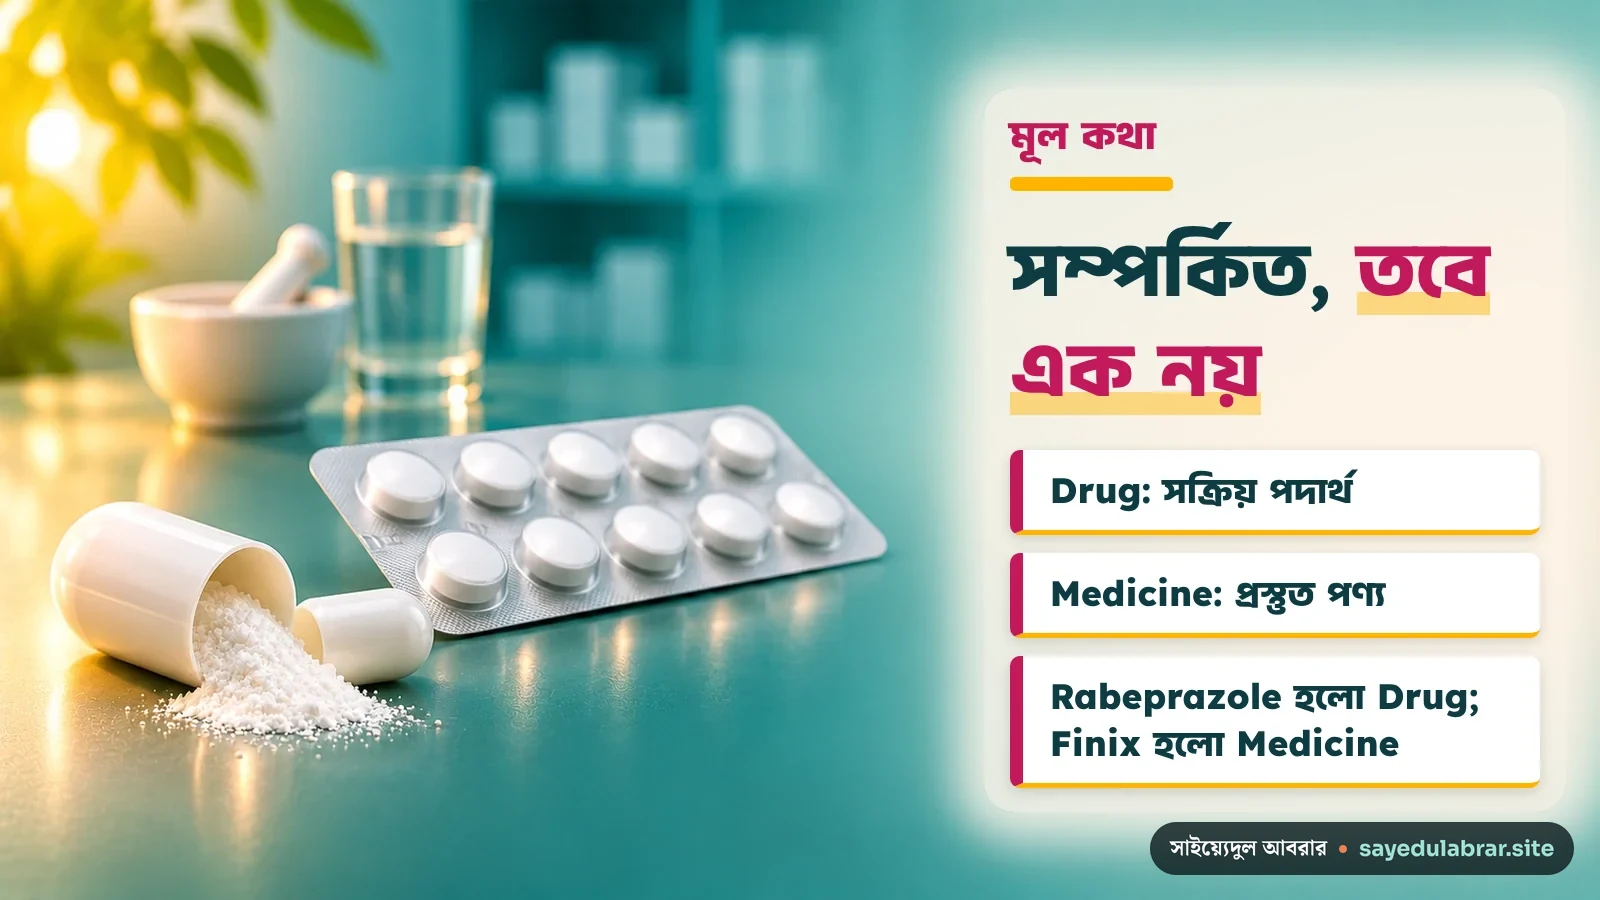 মূল কথা
সম্পর্কিত, তবে
এক নয়
Drug: সক্রিয় পদার্থ
Medicine: প্রস্তুত পণ্য
Rabeprazole হলো Drug;
Finix হলো Medicine
সাইয়্যেদুল আবরার • sayedulabrar.site